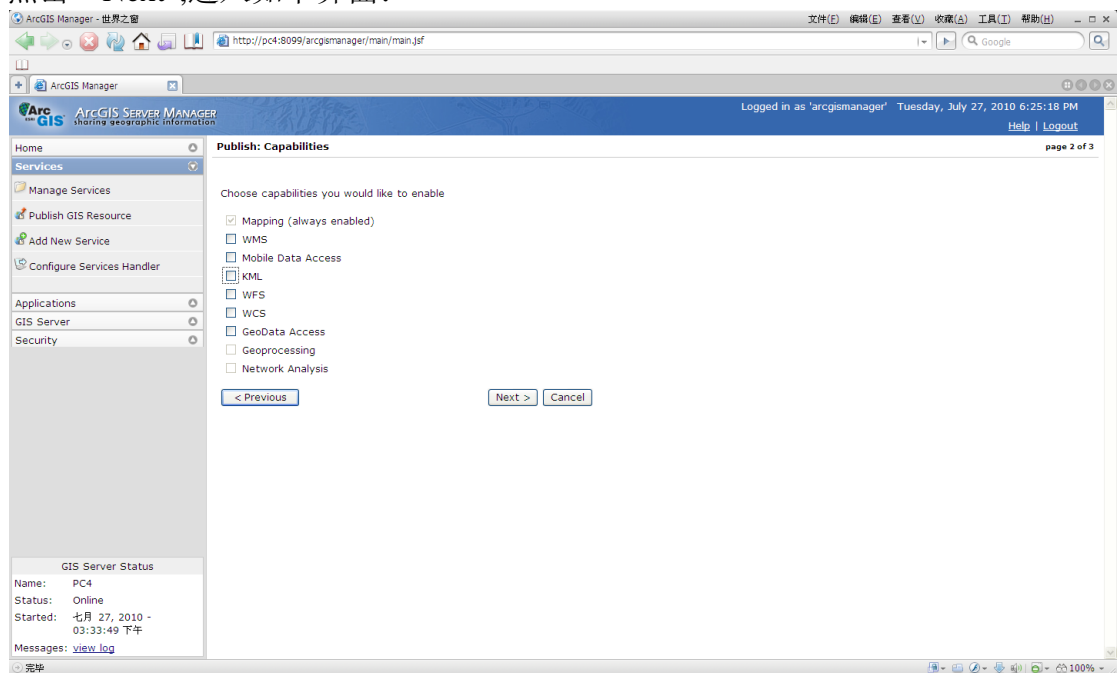 ArcGIS Manager - 世界之窗
文件(F) 编辑(E) 查看(V) 收藏(A) 工具(T) 帮助(H)
http://pc4:8099/arcgismanager/main/main.jsf
Google
ArcGIS Manager
ArcGIS
ARCGIS SERVER MANAGER
sharing geographic information
Logged in as 'arcgismanager' Tuesday, July 27, 2010 6:25:18 PM
Help | Logout
Home
Services
Manage Services
Publish GIS Resource
Add New Service
Configure Services Handler
Applications
GIS Server
Security
Publish: Capabilities
page 2 of 3
Choose capabilities you would like to enable
Mapping (always enabled)
WMS
Mobile Data Access
KML
WFS
WCS
GeoData Access
Geoprocessing
Network Analysis
< Previous
Next >
Cancel
GIS Server Status
Name: PC4
Status: Online
Started: 七月 27, 2010 -
03:33:49 下午
Messages: view log
完毕
100%